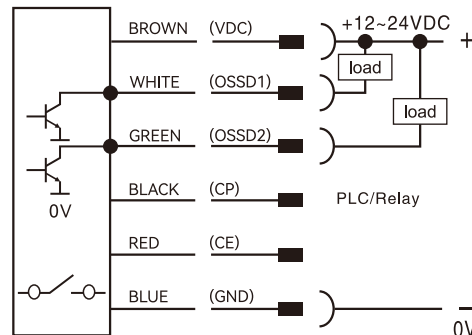 BROWN (VDC) +12~24VDC +
load
WHITE (OSSD1)
load
GREEN (OSSD2)
BLACK (CP) PLC/Relay
0V
RED (CE)
BLUE (GND) −
0V